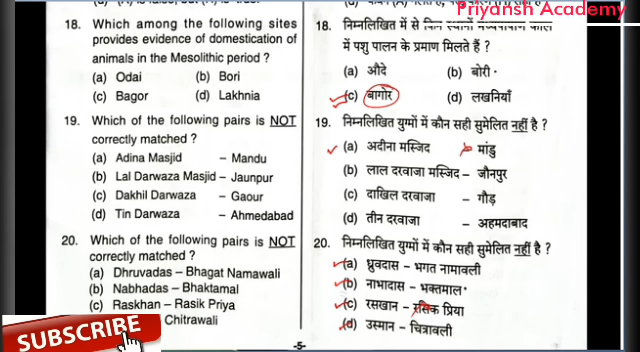 Priyansh Academy
18. Which among the following sites
provides evidence of domestication of
animals in the Mesolithic period ?
(a) Odai (b) Bori
(c) Bagor (d) Lakhnia
19. Which of the following pairs is NOT
correctly matched ?
(a) Adina Masjid – Mandu
(b) Lal Darwaza Masjid – Jaunpur
(c) Dakhil Darwaza – Gaour
(d) Tin Darwaza – Ahmedabad
20. Which of the following pairs is NOT
correctly matched ?
(a) Dhruvadas – Bhagat Namawali
(b) Nabhadas – Bhaktamal
(c) Raskhan – Rasik Priya
Chitrawali
18. निम्नलिखित में से किन स्थानों
में पशु पालन के प्रमाण मिलते हैं ?
(a) औदे (b) बोरी
(c) बागोर (d) लखनियाँ
19. निम्नलिखित युग्मों में कौन सही सुमेलित नहीं है ?
(a) अदीना मस्जिद – मांडु
(b) लाल दरवाजा मस्जिद – जौनपुर
(c) दाखिल दरवाजा – गौड़
(d) तीन दरवाजा – अहमदाबाद
20. निम्नलिखित युग्मों में कौन सही सुमेलित नहीं है ?
(a) ध्रुवदास – भगत नामावली
(b) नाभादास – भक्तमाल
(c) रसखान – रसिक प्रिया
(d) उस्मान – चित्रावली
SUBSCRIBE
-5-